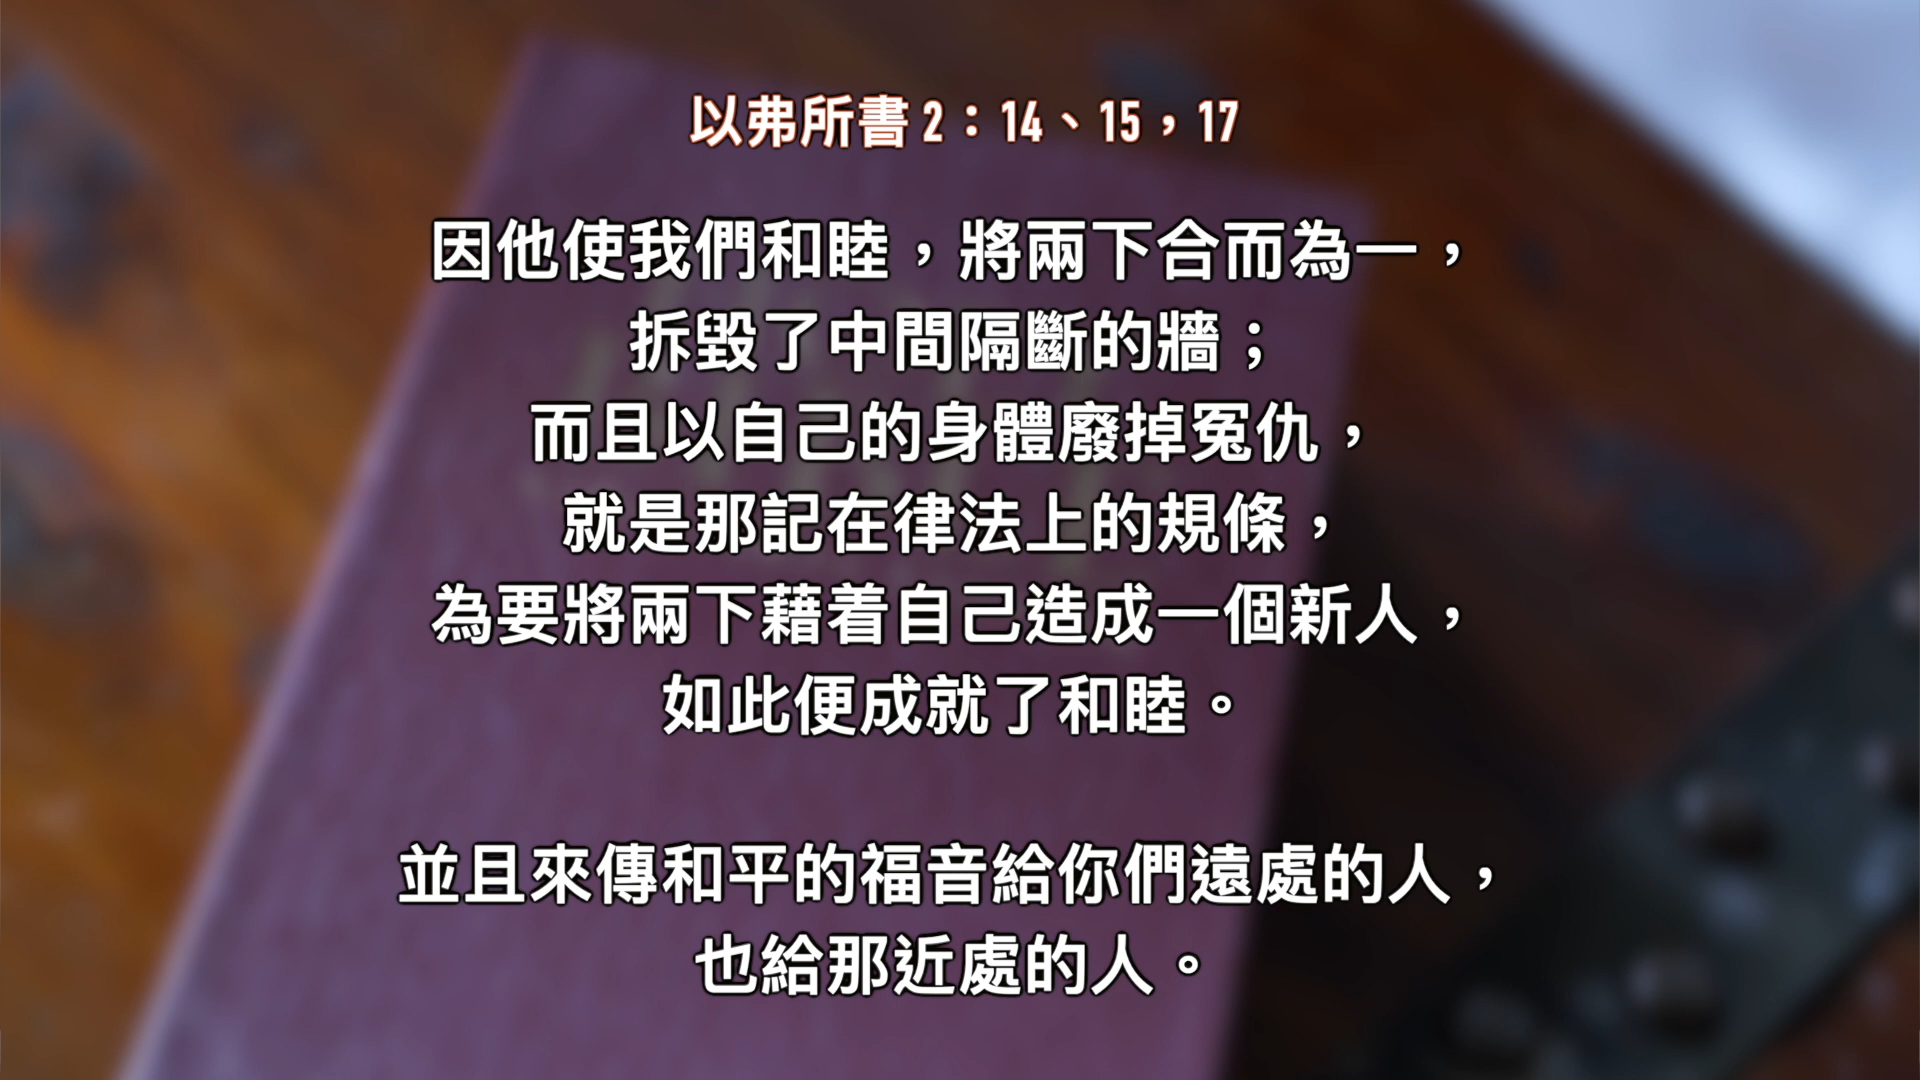 以弗所書 2：14、15，17
因他使我們和睦，將兩下合而為一，
拆毀了中間隔斷的牆；
而且以自己的身體廢掉冤仇，
就是那記在律法上的規條，
為要將兩下藉着自己造成一個新人，
如此便成就了和睦。
並且來傳和平的福音給你們遠處的人，
也給那近處的人。